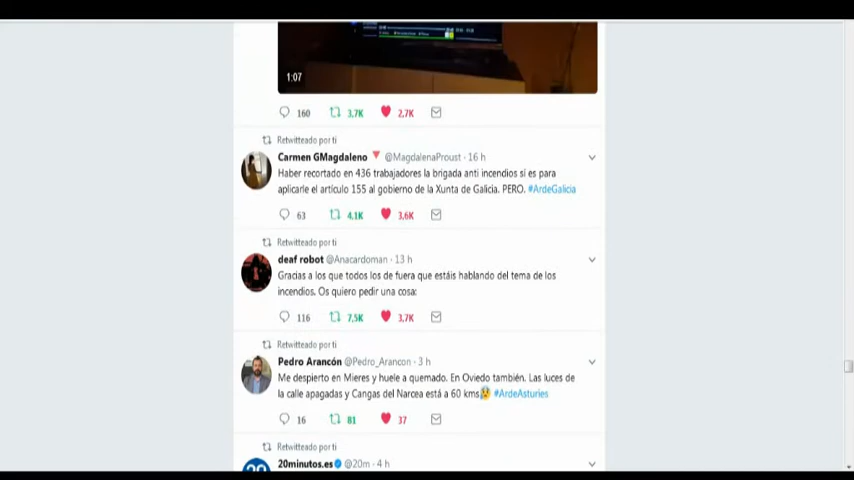 1:07
160 3,7K 2,7K
Retwitteado por ti
Carmen GMagdaleno @MagdalenaProust · 16 h
Haber recortado en 436 trabajadores la brigada anti incendios sí es para
aplicarle el artículo 155 al gobierno de la Xunta de Galicia. PERO. #ArdeGalicia
63 4,1K 3,6K
Retwitteado por ti
deaf robot @Anacardoman · 13 h
Gracias a los que todos los de fuera que estáis hablando del tema de los
incendios. Os quiero pedir una cosa:
116 7,5K 3,7K
Retwitteado por ti
Pedro Arancón @Pedro_Arancon · 3 h
Me despierto en Mieres y huele a quemado. En Oviedo también. Las luces de
la calle apagadas y Cangas del Narcea está a 60 kms😰 #ArdeAsturies
16 81 37
Retwitteado por ti
20minutos.es @20m · 4 h